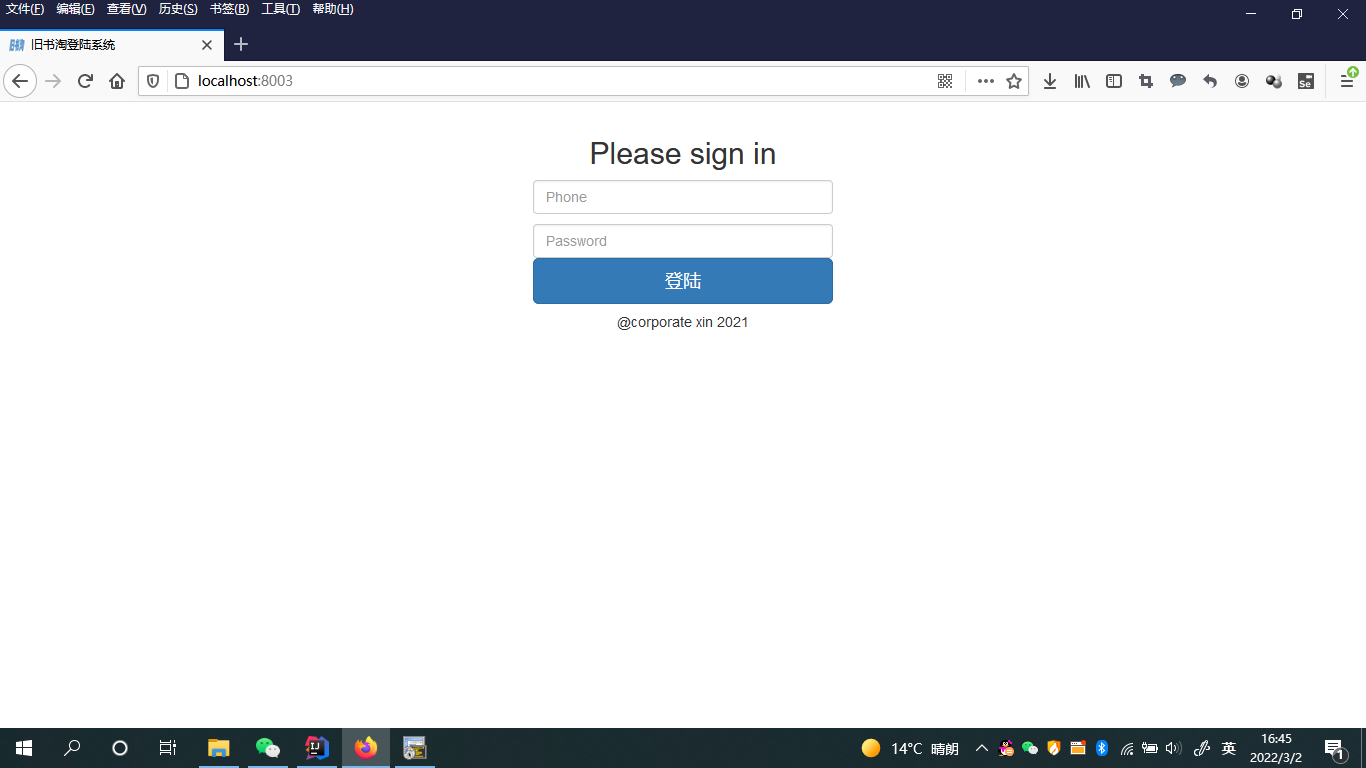 文件(F) 编辑(E) 查看(V) 历史(S) 书签(B) 工具(T) 帮助(H)
旧书淘登陆系统
localhost:8003
Please sign in
Phone
Password
登陆
@corporate xin 2021
14°C 晴朗
英
16:45
2022/3/2
1